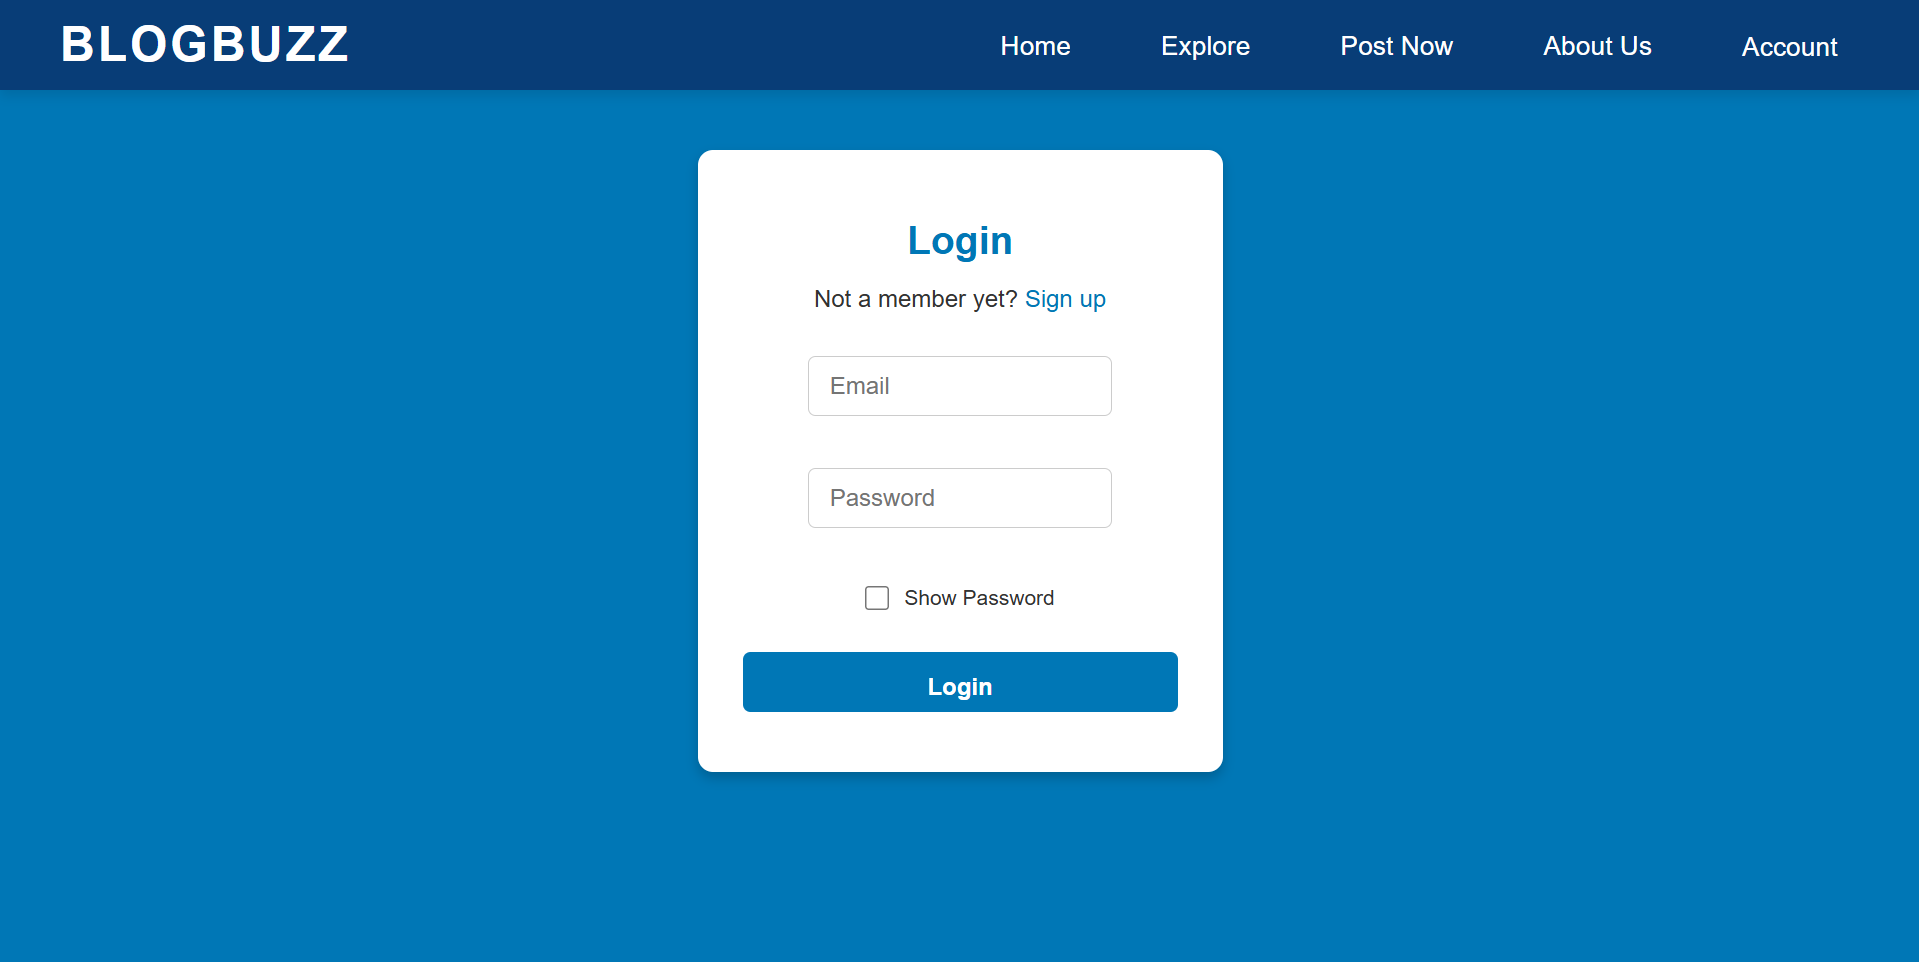 BLOGBUZZ Home Explore Post Now About Us Account
Login
Not a member yet? Sign up
Email
Password
Show Password
Login